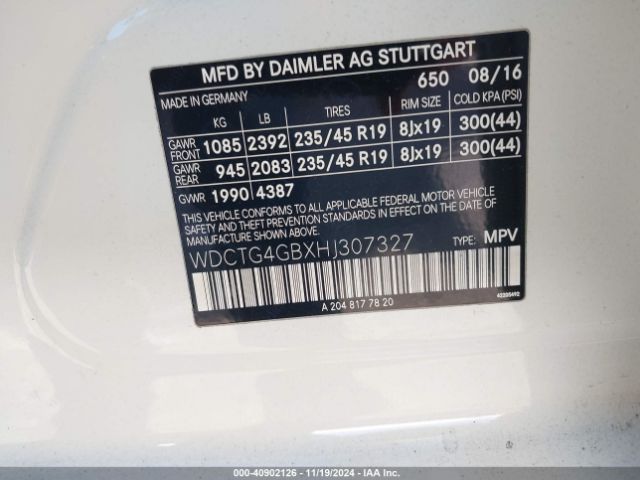 MFD BY DAIMLER AG STUTTGART
MADE IN GERMANY 650 08/16
KG LB TIRES RIM SIZE COLD KPA(PSI)
GAWR FRONT 1085 2392 235/45 R19 8Jx19 300(44)
GAWR REAR 945 2083 235/45 R19 8Jx19 300(44)
GVWR 1990 4387
THIS VEHICLE CONFORMS TO ALL APPLICABLE FEDERAL MOTOR VEHICLE
SAFETY, BUMPER, AND THEFT PREVENTION STANDARDS IN EFFECT ON THE
DATE OF MANUFACTURE SHOWN ABOVE.
WDCTG4GBXHJ307327 TYPE: MPV
A 204 817 78 20
000-40902126 - 11/19/2024 - IAA Inc.